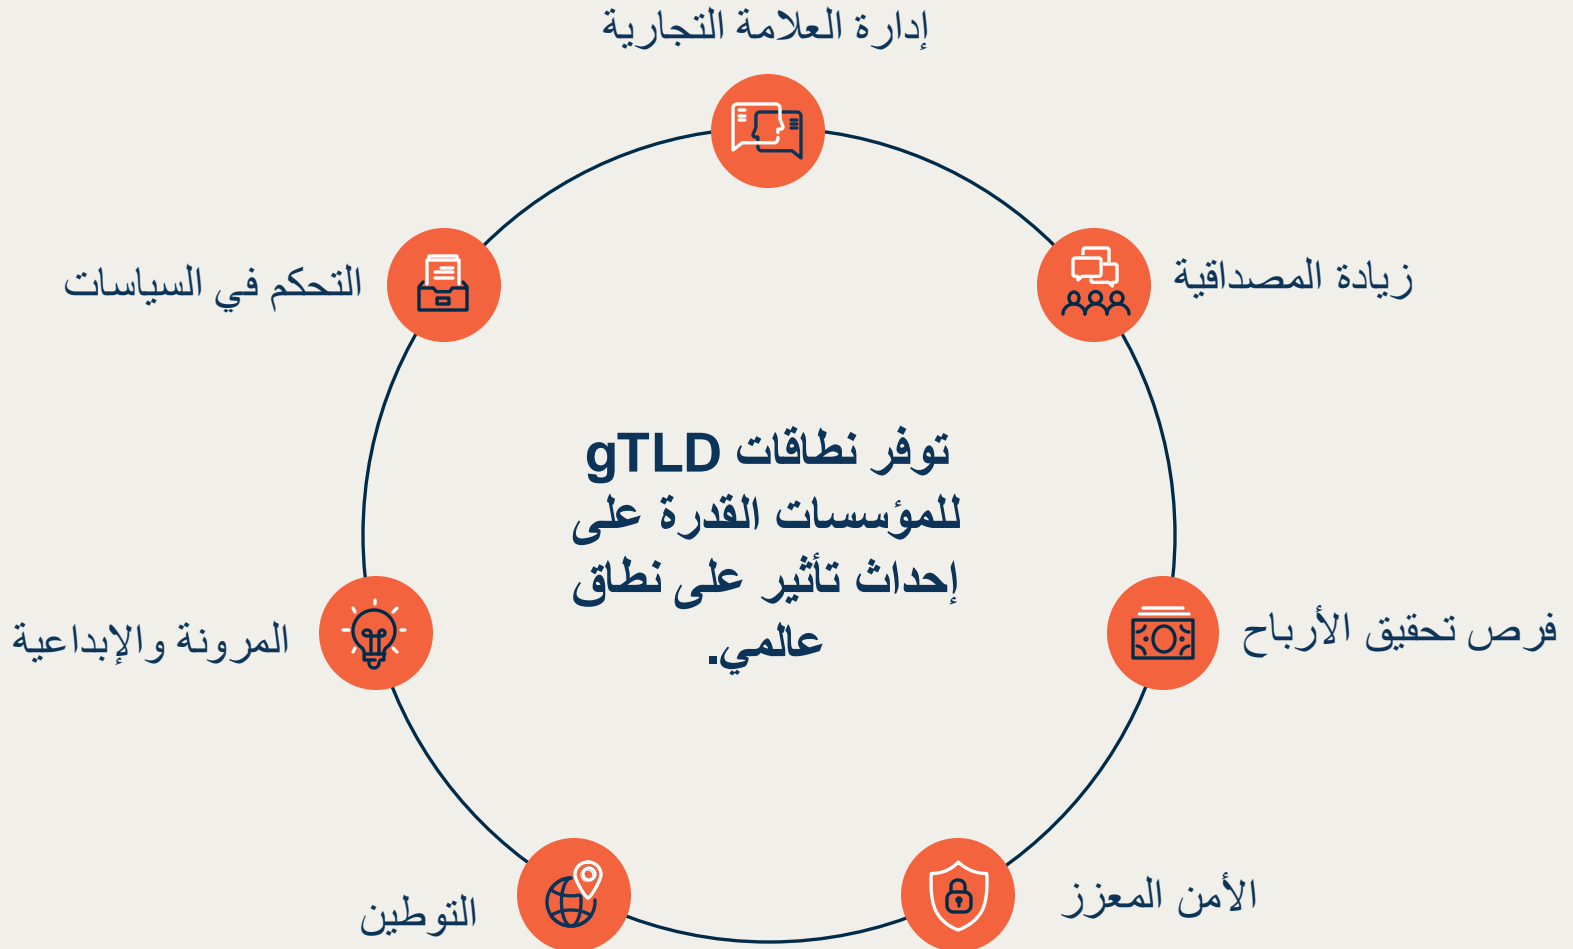 إدارة العلامة التجارية
زيادة المصداقية
التحكم في السياسات
توفر نطاقات gTLD
للمؤسسات القدرة على
إحداث تأثير على نطاق
عالمي.
فرص تحقيق الأرباح
المرونة والإبداعية
الأمن المعزز
التوطين